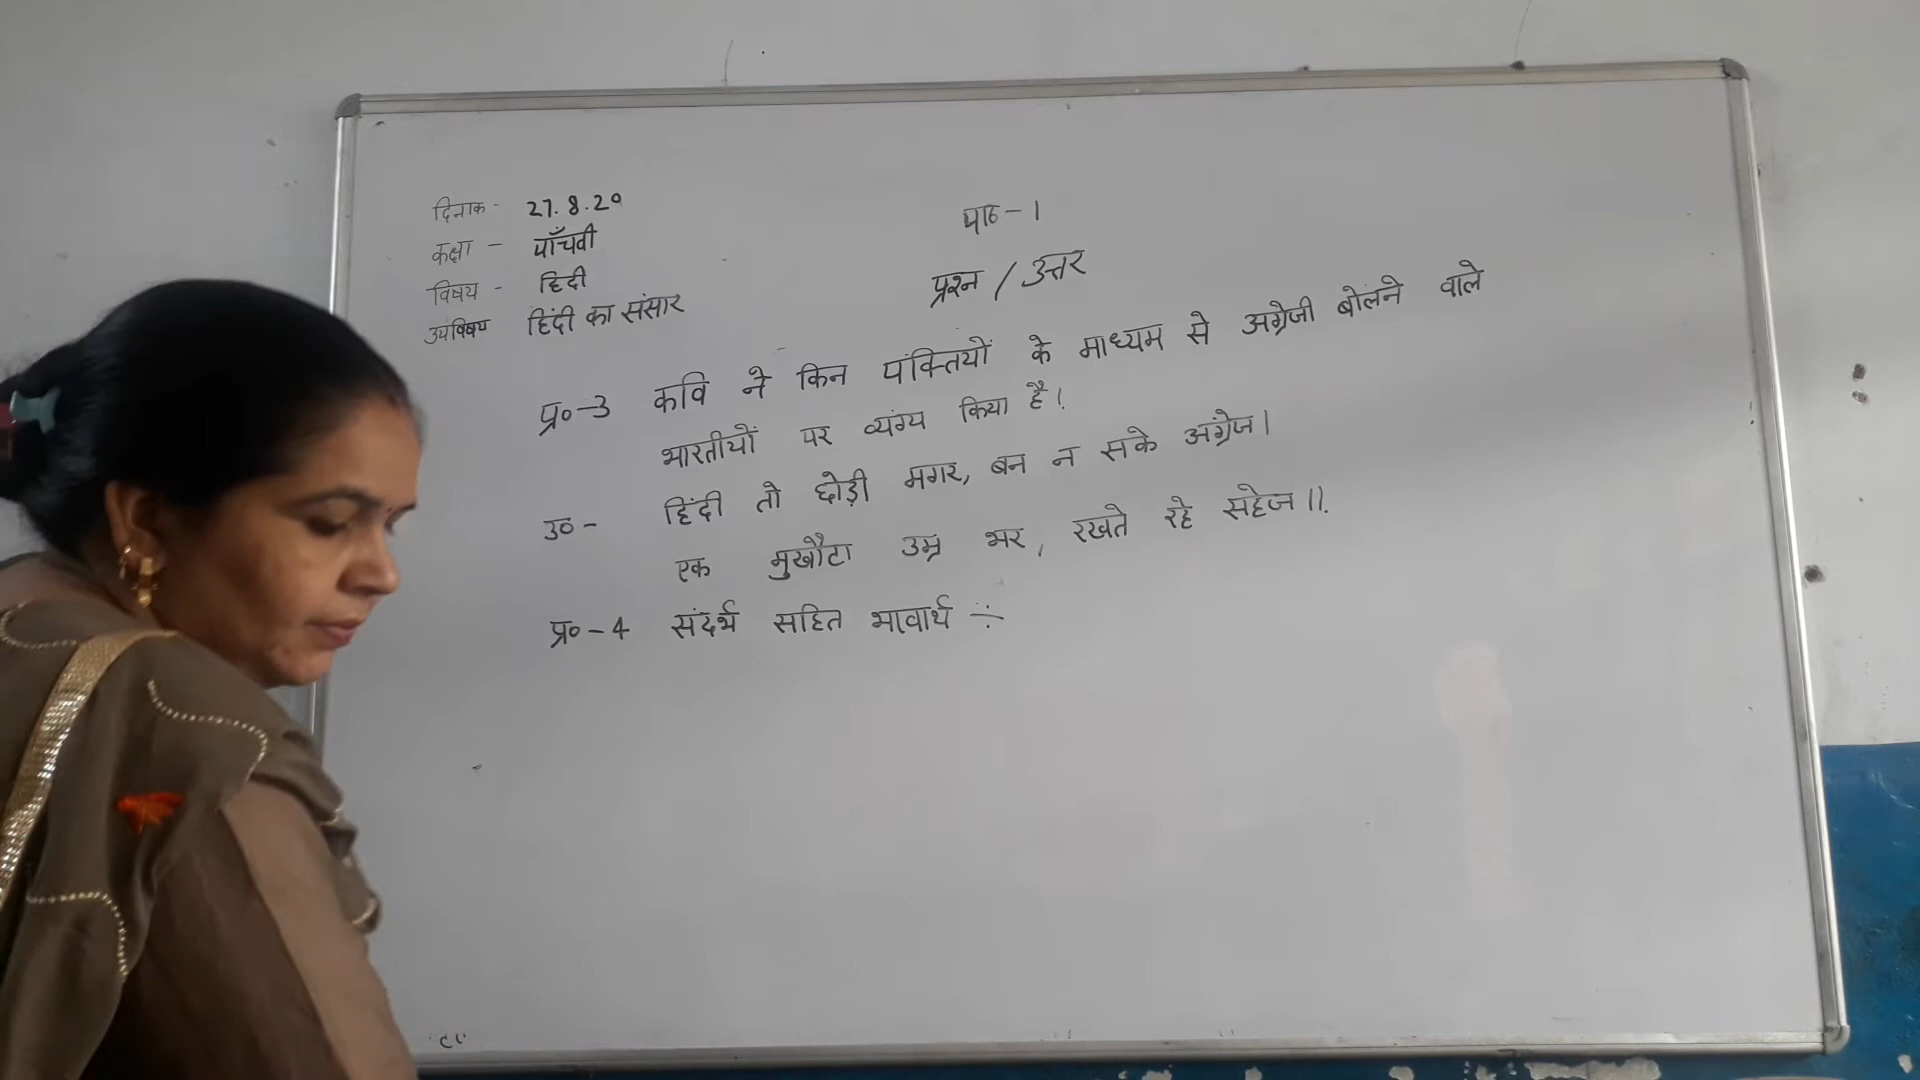 दिनाक - 27.8.20
कक्षा - पाँचवी
विषय - हिंदी
उपविषय हिंदी का संसार
पाठ - 1
प्रश्न / उत्तर
प्र०-3 कवि ने किन पंक्तियों के माध्यम से अंग्रेजी बोलने वाले
भारतीयों पर व्यंग्य किया है।
उ० - हिंदी तो छोड़ी मगर, बन न सके अंग्रेज।
एक मुखौटा उम्र भर, रखते रहे सहेज॥
प्र० - 4 संदर्भ सहित भावार्थ ÷